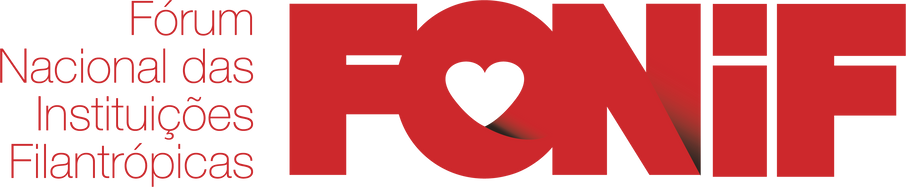 Fórum
Nacional das
Instituições
Filantrópicas
FONiF